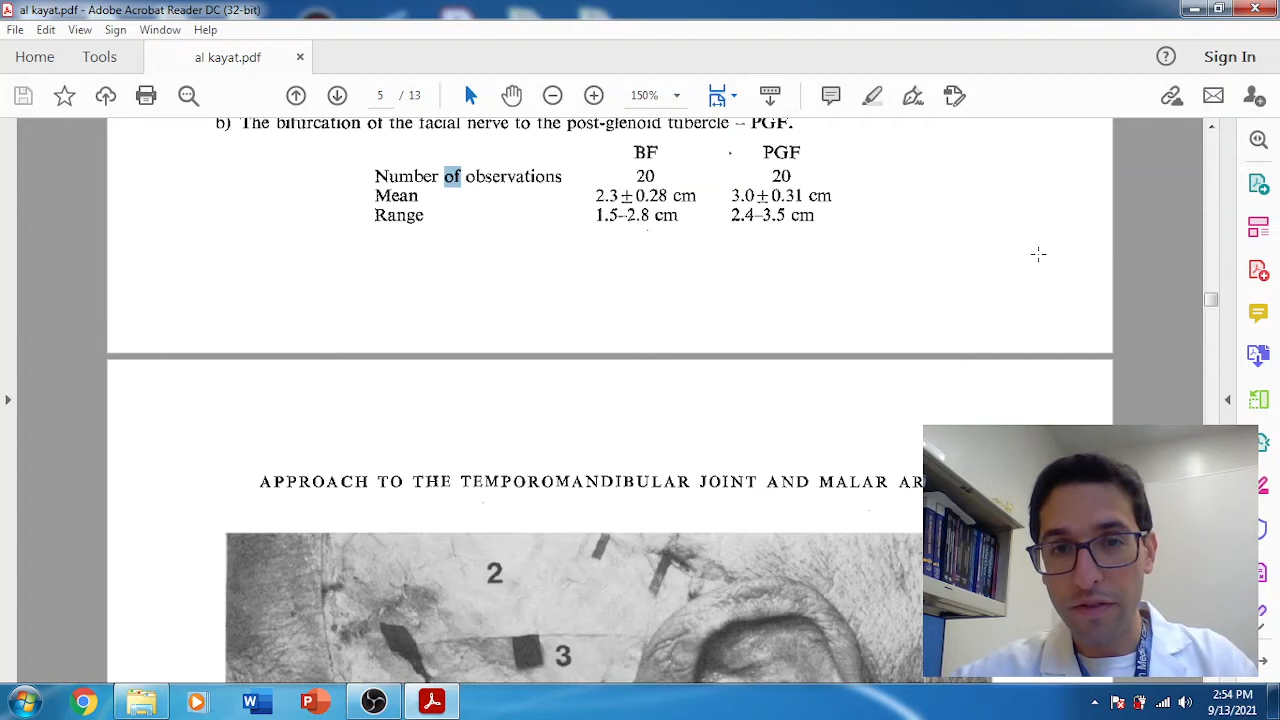 al kayat.pdf - Adobe Acrobat Reader DC (32-bit)
File Edit View Sign Window Help
Home Tools al kayat.pdf × Sign In
5 / 13 150%
b) The bifurcation of the facial nerve to the post-glenoid tubercle – PGF.
BF PGF
Number of observations 20 20
Mean 2.3±0.28 cm 3.0±0.31 cm
Range 1.5–2.8 cm 2.4–3.5 cm
APPROACH TO THE TEMPOROMANDIBULAR JOINT AND MALAR AR
2
3
2:54 PM
9/13/2021